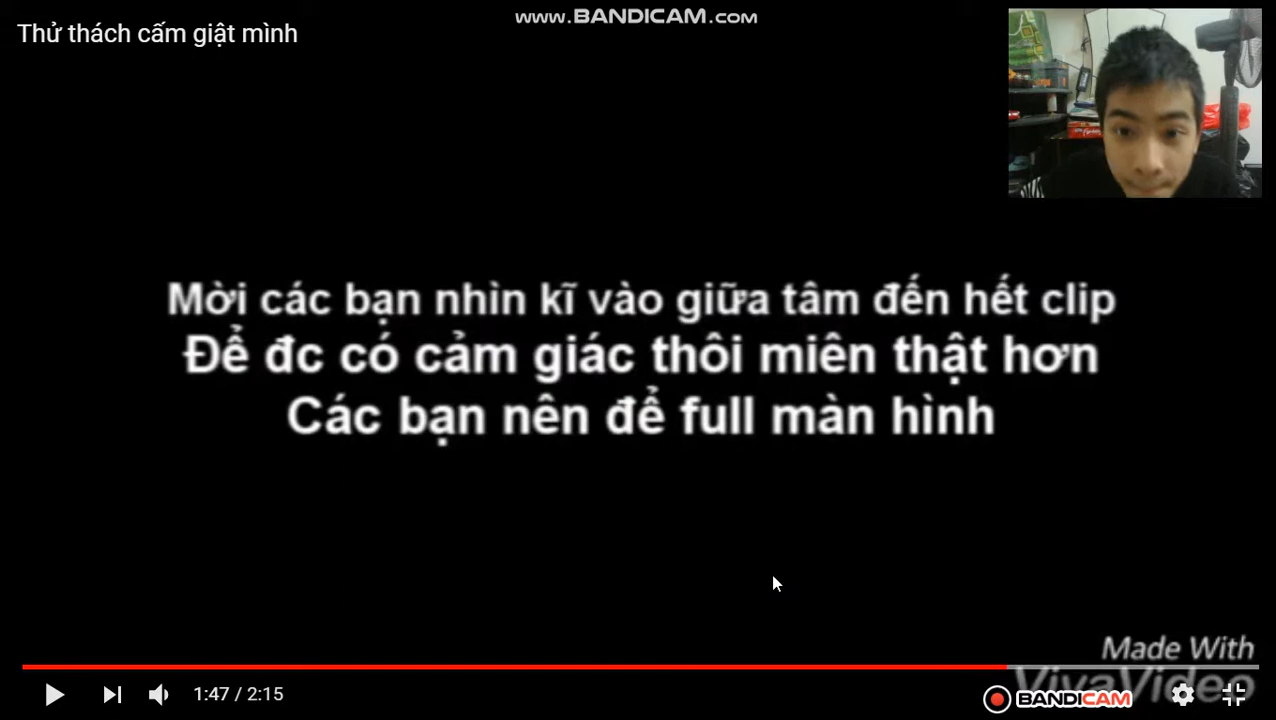 www.BANDICAM.com
Thử thách cấm giật mình
Mời các bạn nhìn kĩ vào giữa tâm đến hết clip
Để đc có cảm giác thôi miên thật hơn
Các bạn nên để full màn hình
Made With
VivaVideo
1:47 / 2:15
BANDICAM